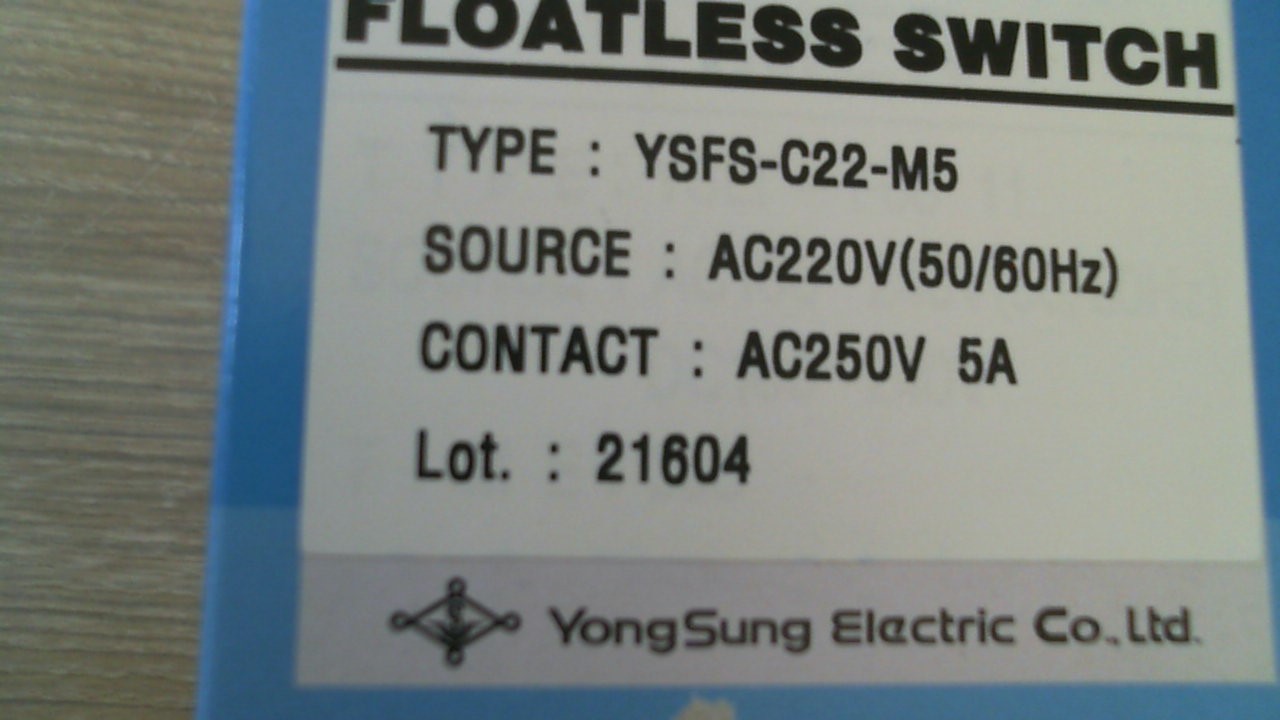 FLOATLESS SWITCH
TYPE : YSFS-C22-M5
SOURCE : AC220V(50/60Hz)
CONTACT : AC250V 5A
Lot. : 21604
YongSung Electric Co., Ltd.